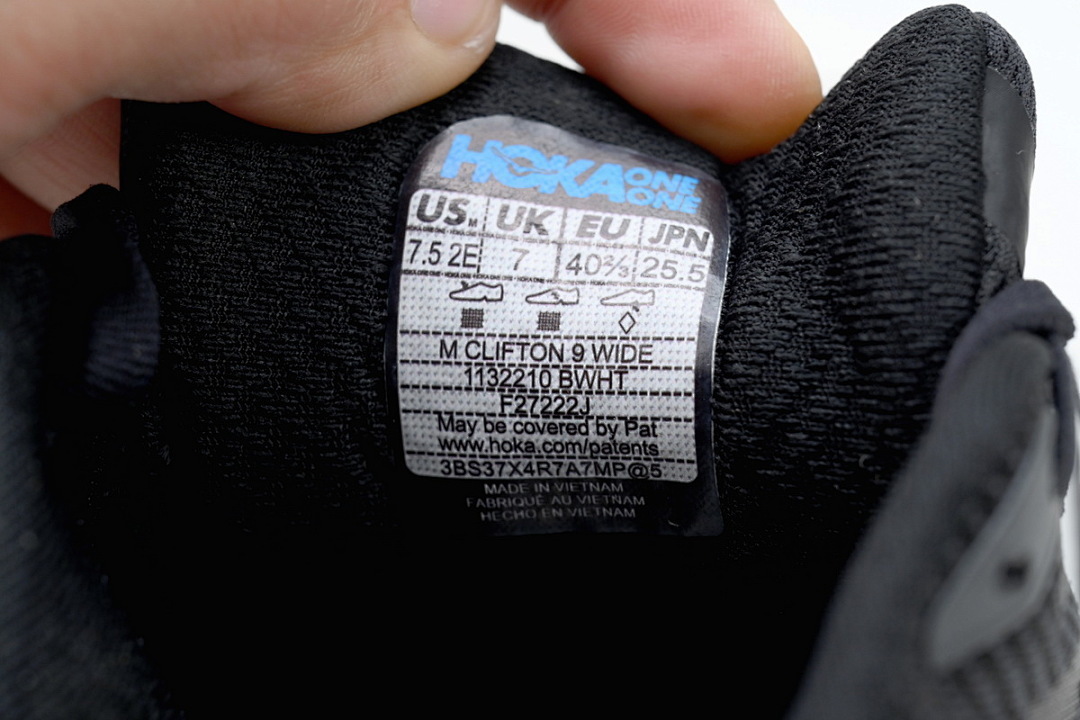 HOKA ONE ONE
US M UK EU JPN
7.5 2E 7 40⅔ 25.5
M CLIFTON 9 WIDE
1132210 BWHT
F27222J
May be covered by Pat
www.hoka.com/patents
3BS37X4R7A7MP@5
MADE IN VIETNAM
FABRIQUÉ AU VIETNAM
HECHO EN VIETNAM